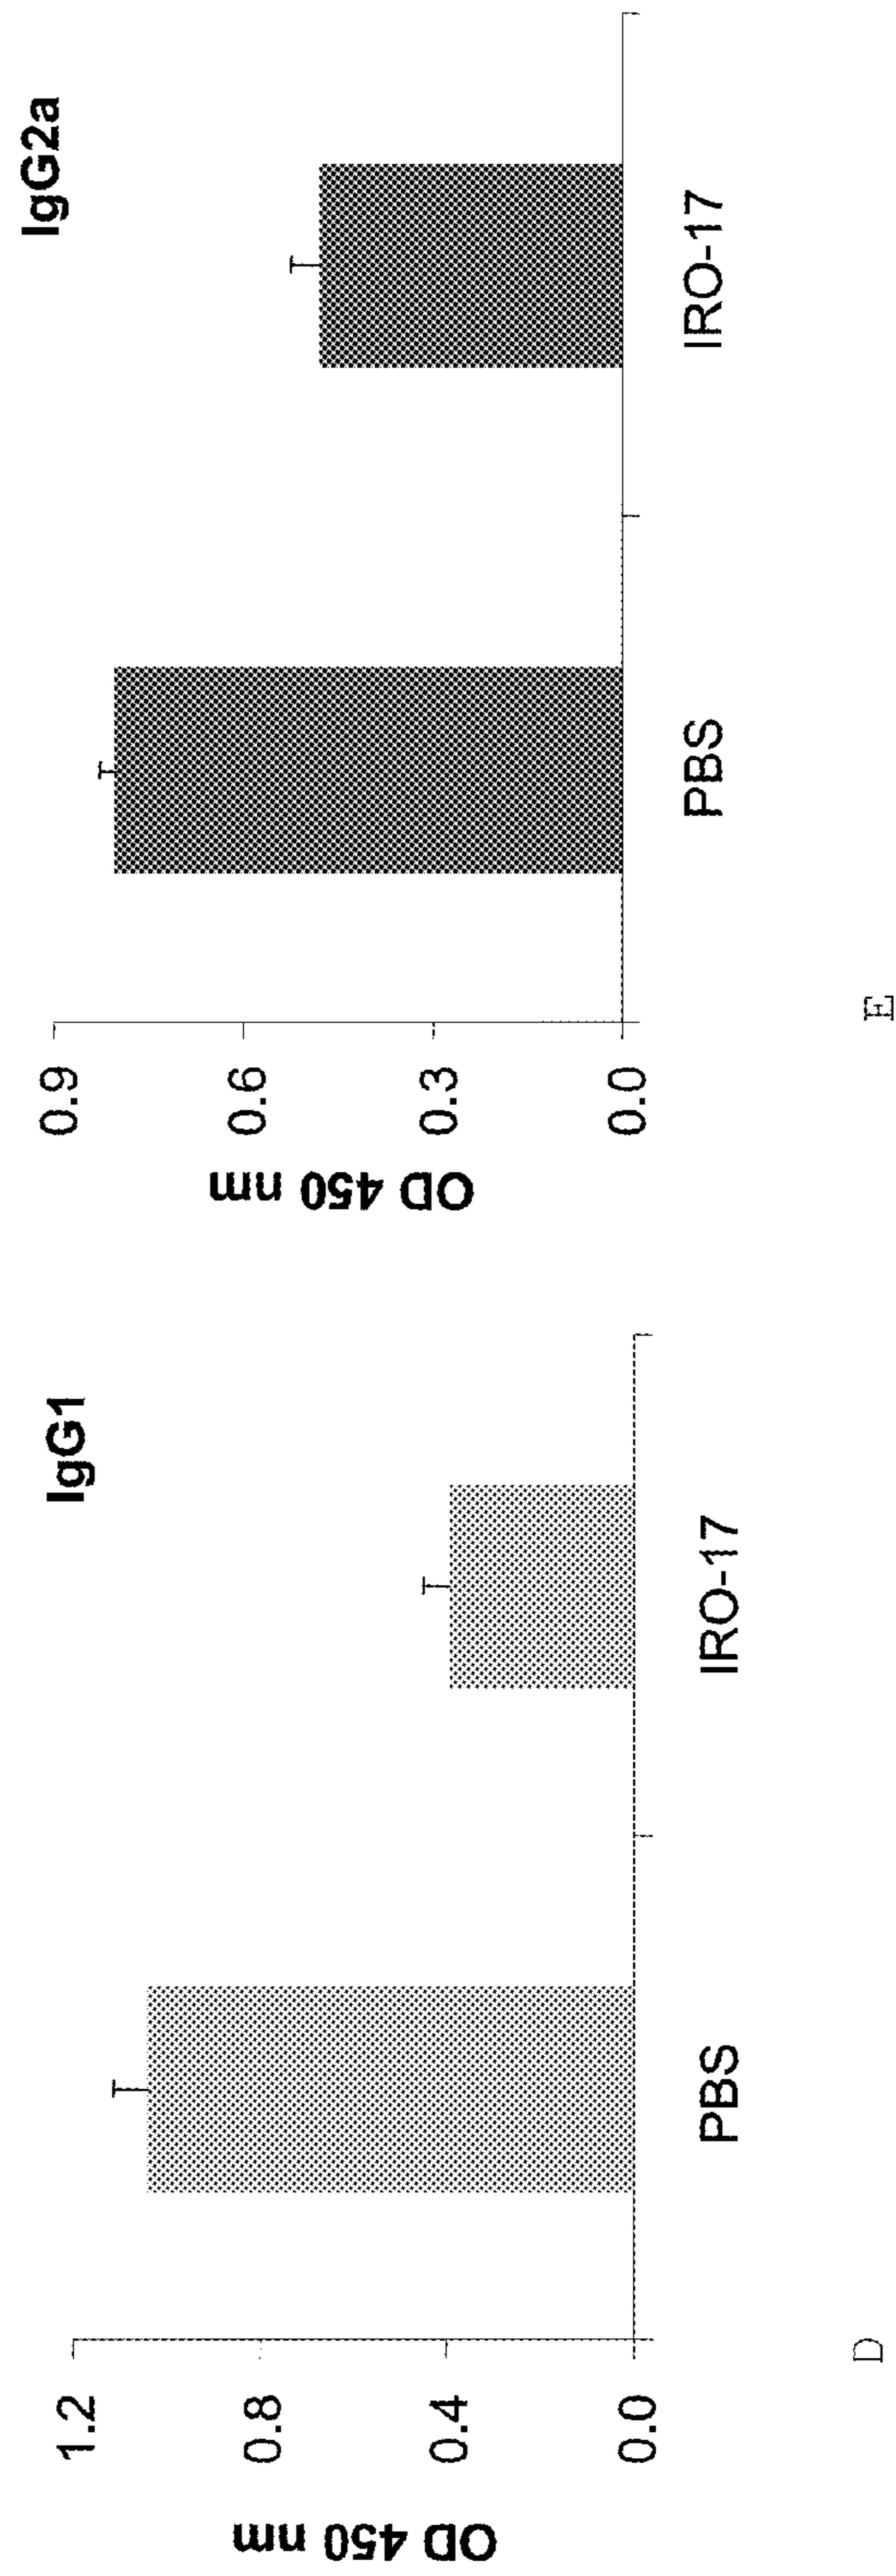 IgG1
OD 450 nm
1.2
0.8
0.4
0.0
PBS
IRO-17
D
IgG2a
OD 450 nm
0.9
0.6
0.3
0.0
PBS
IRO-17
E